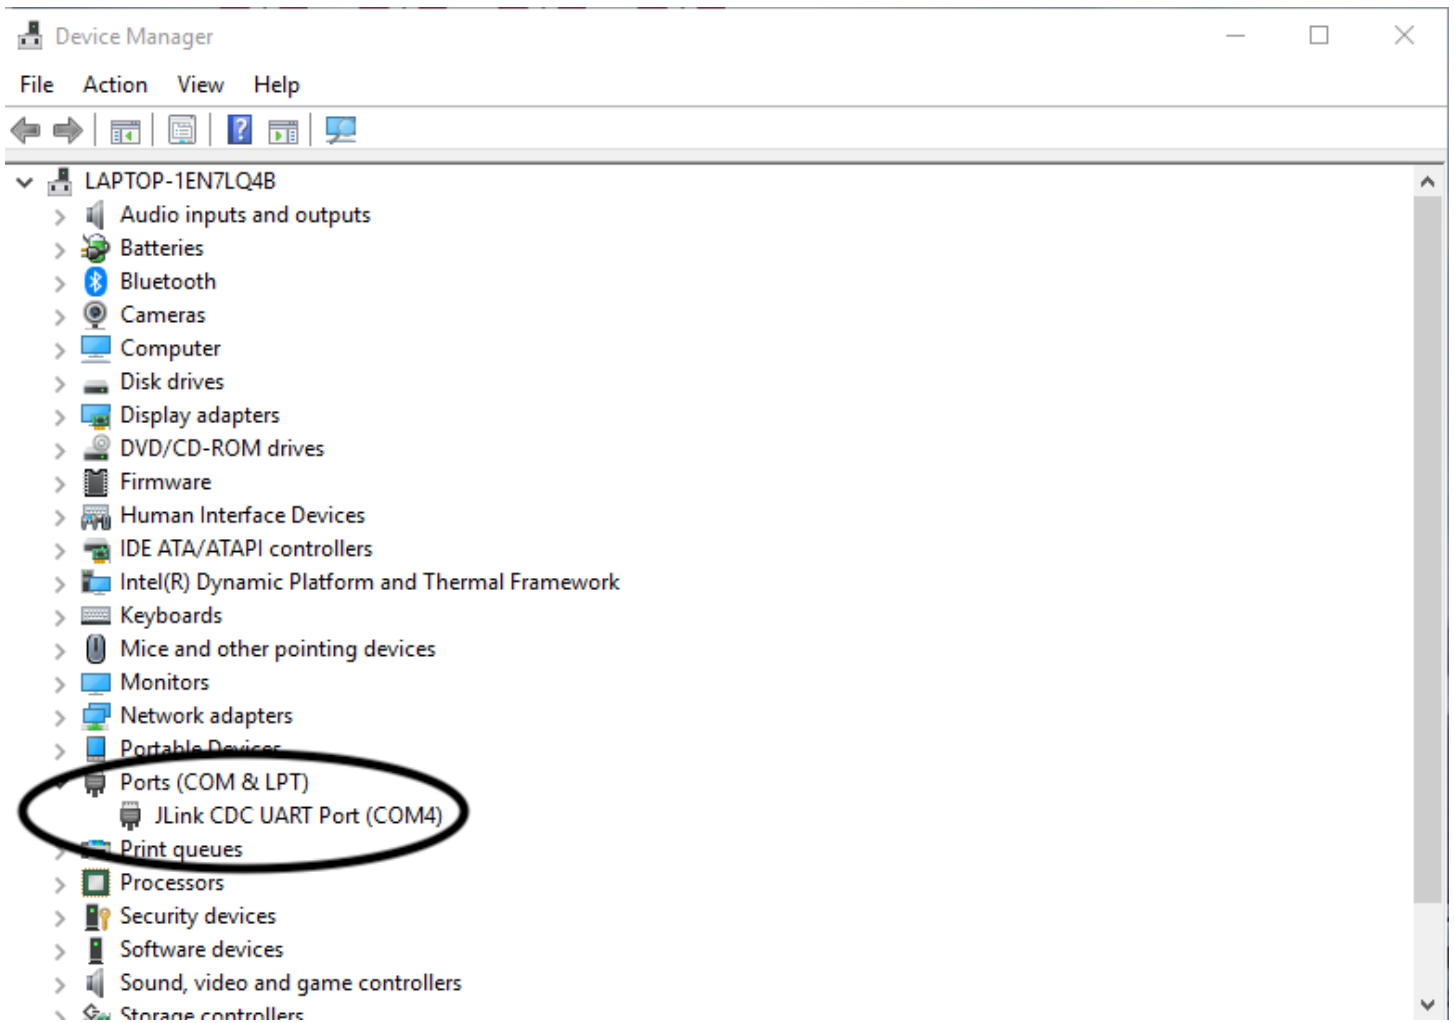 Device Manager
File Action View Help
LAPTOP-1EN7LQ4B
Audio inputs and outputs
Batteries
Bluetooth
Cameras
Computer
Disk drives
Display adapters
DVD/CD-ROM drives
Firmware
Human Interface Devices
IDE ATA/ATAPI controllers
Intel(R) Dynamic Platform and Thermal Framework
Keyboards
Mice and other pointing devices
Monitors
Network adapters
Portable Devices
Ports (COM & LPT)
JLink CDC UART Port (COM4)
Print queues
Processors
Security devices
Software devices
Sound, video and game controllers
Storage controllers